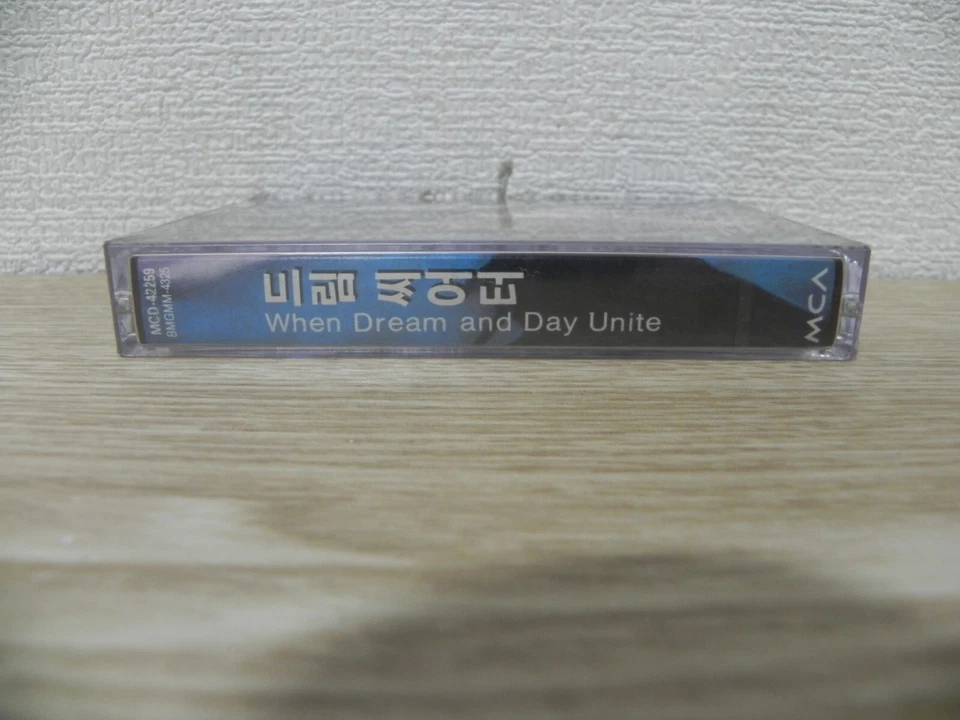 MCD-42259
BMGMM-4325
드림 씨어터
When Dream and Day Unite
MCA